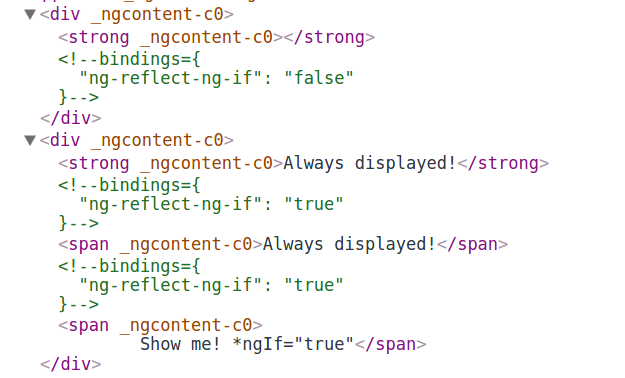 ▼<div _ngcontent-c0>
<strong _ngcontent-c0></strong>
<!--bindings={
"ng-reflect-ng-if": "false"
}-->
</div>
▼<div _ngcontent-c0>
<strong _ngcontent-c0>Always displayed!</strong>
<!--bindings={
"ng-reflect-ng-if": "true"
}-->
<span _ngcontent-c0>Always displayed!</span>
<!--bindings={
"ng-reflect-ng-if": "true"
}-->
<span _ngcontent-c0>
Show me! *ngIf="true"</span>
</div>